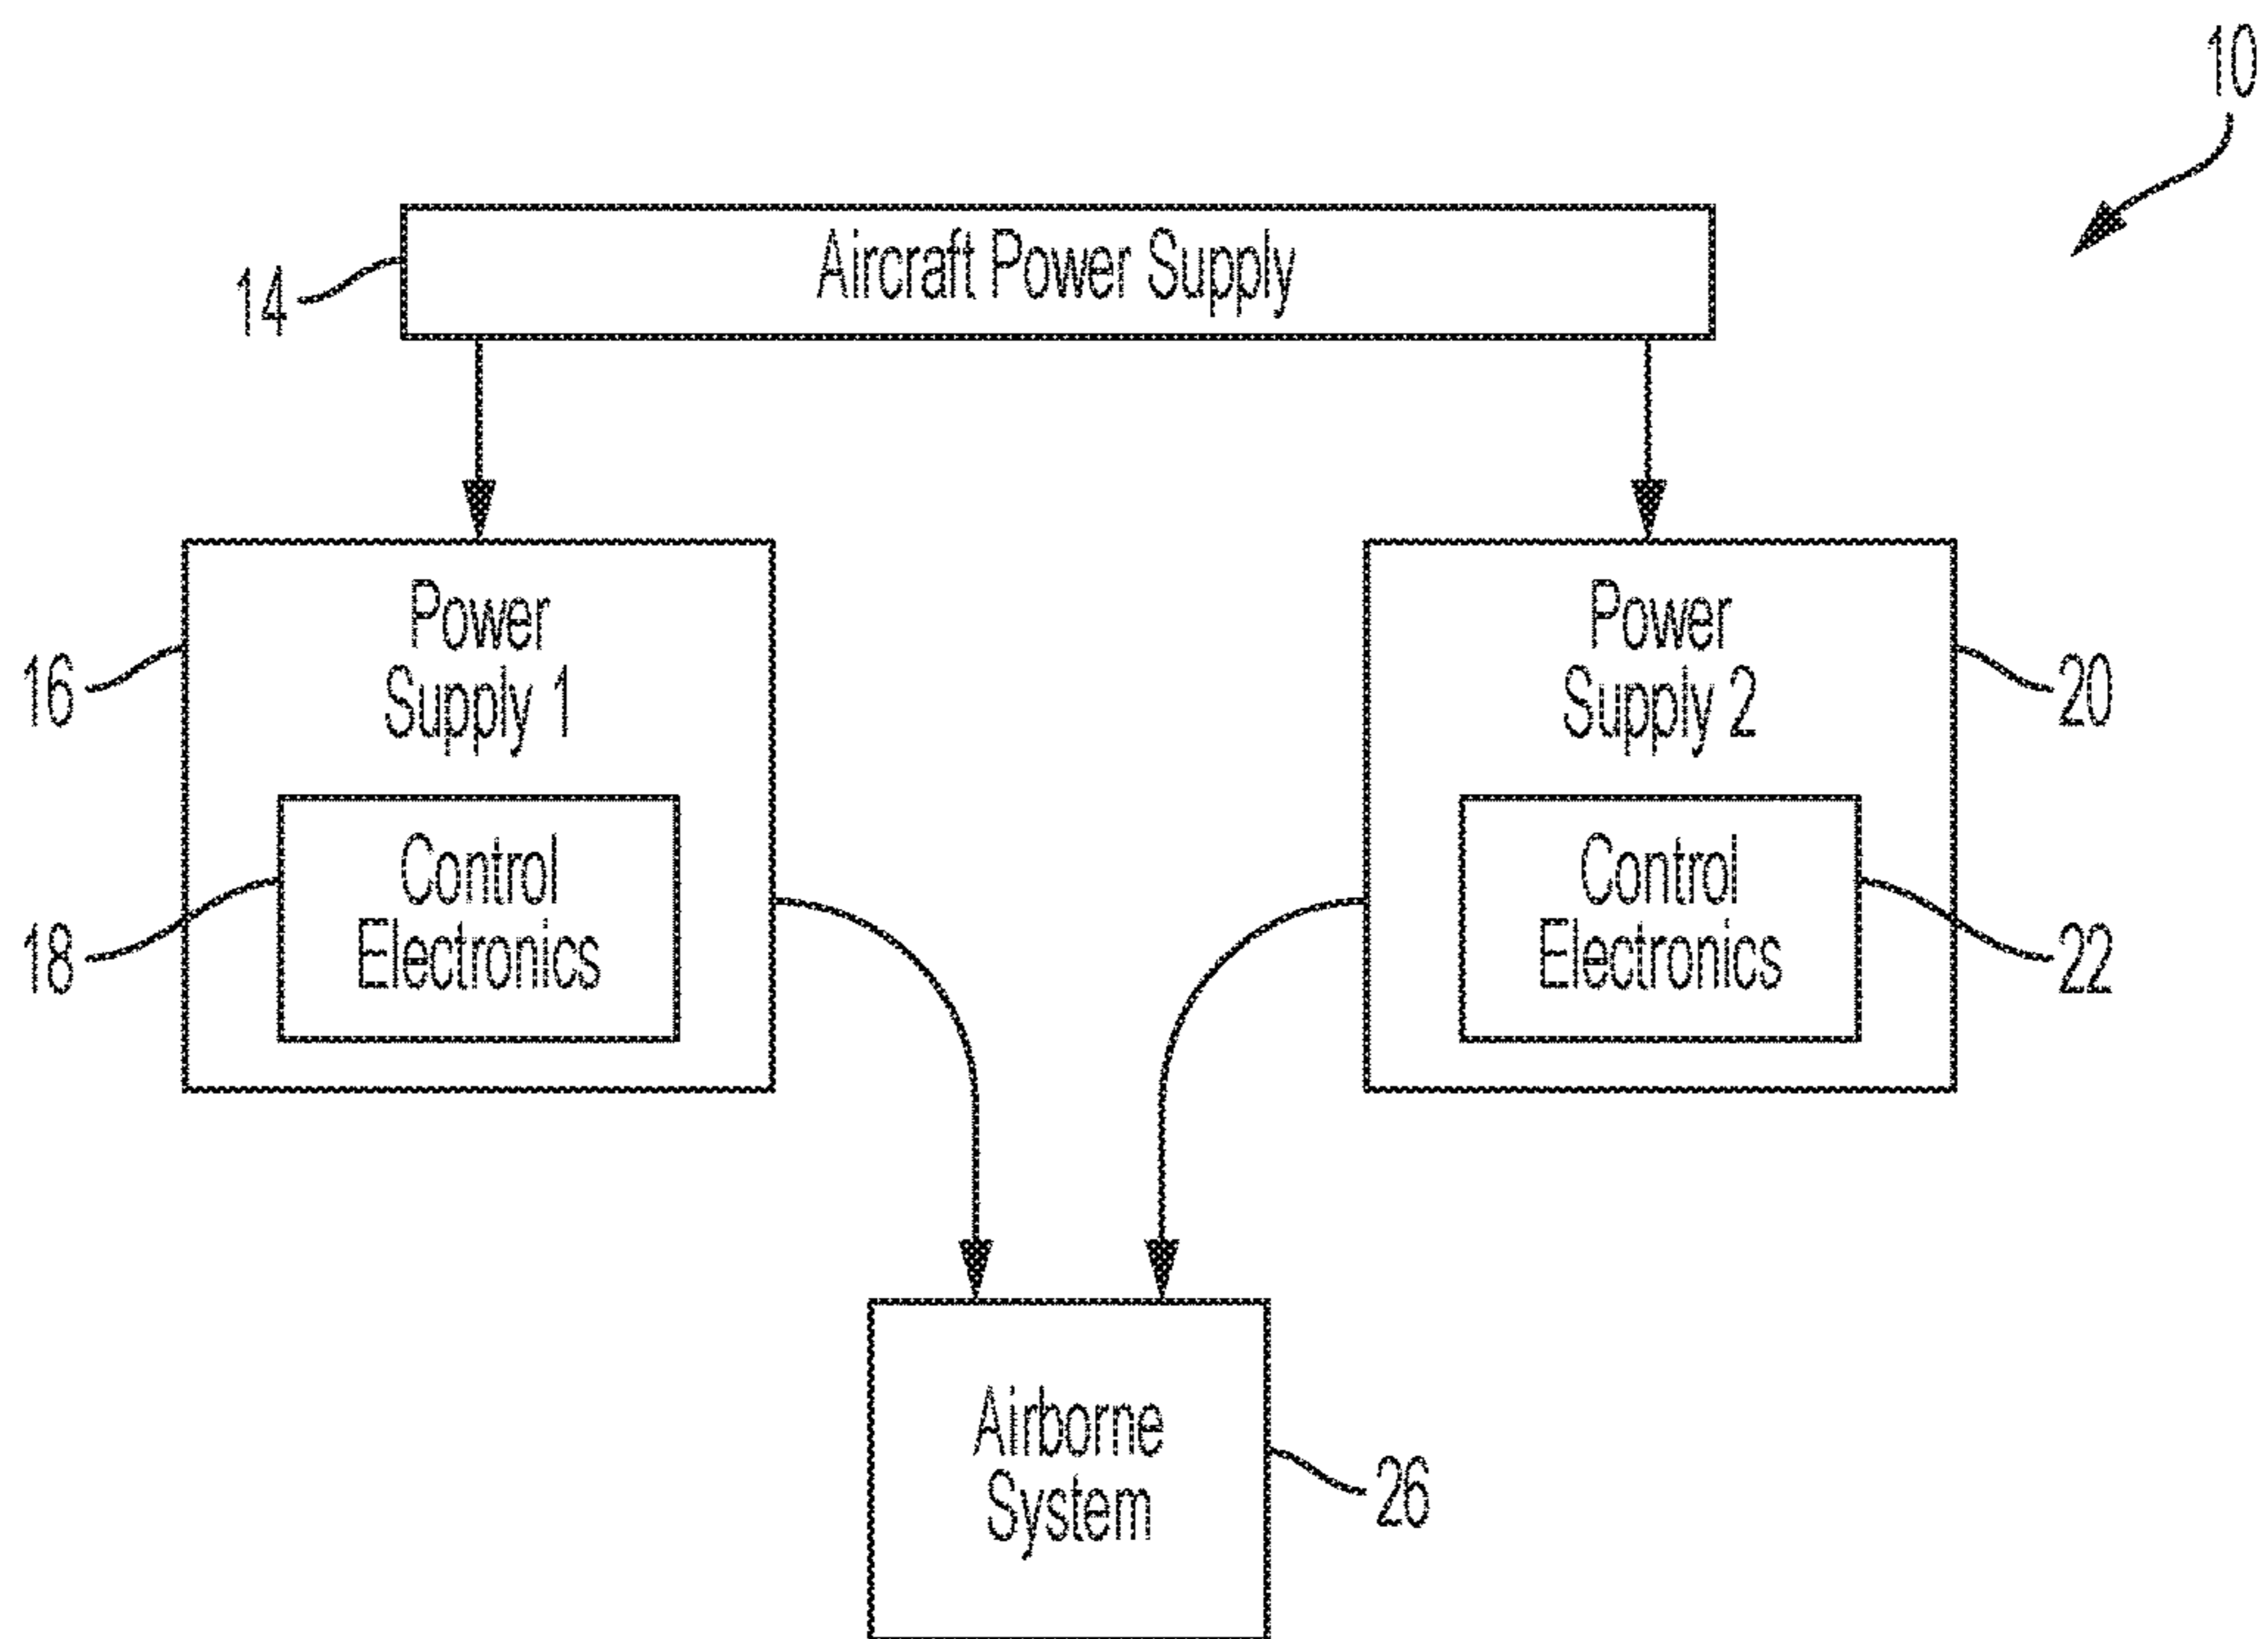 10
14
Aircraft Power Supply
16
Power
Supply 1
Power
Supply 2
20
18
Control
Electronics
Control
Electronics
22
Airborne
System
26